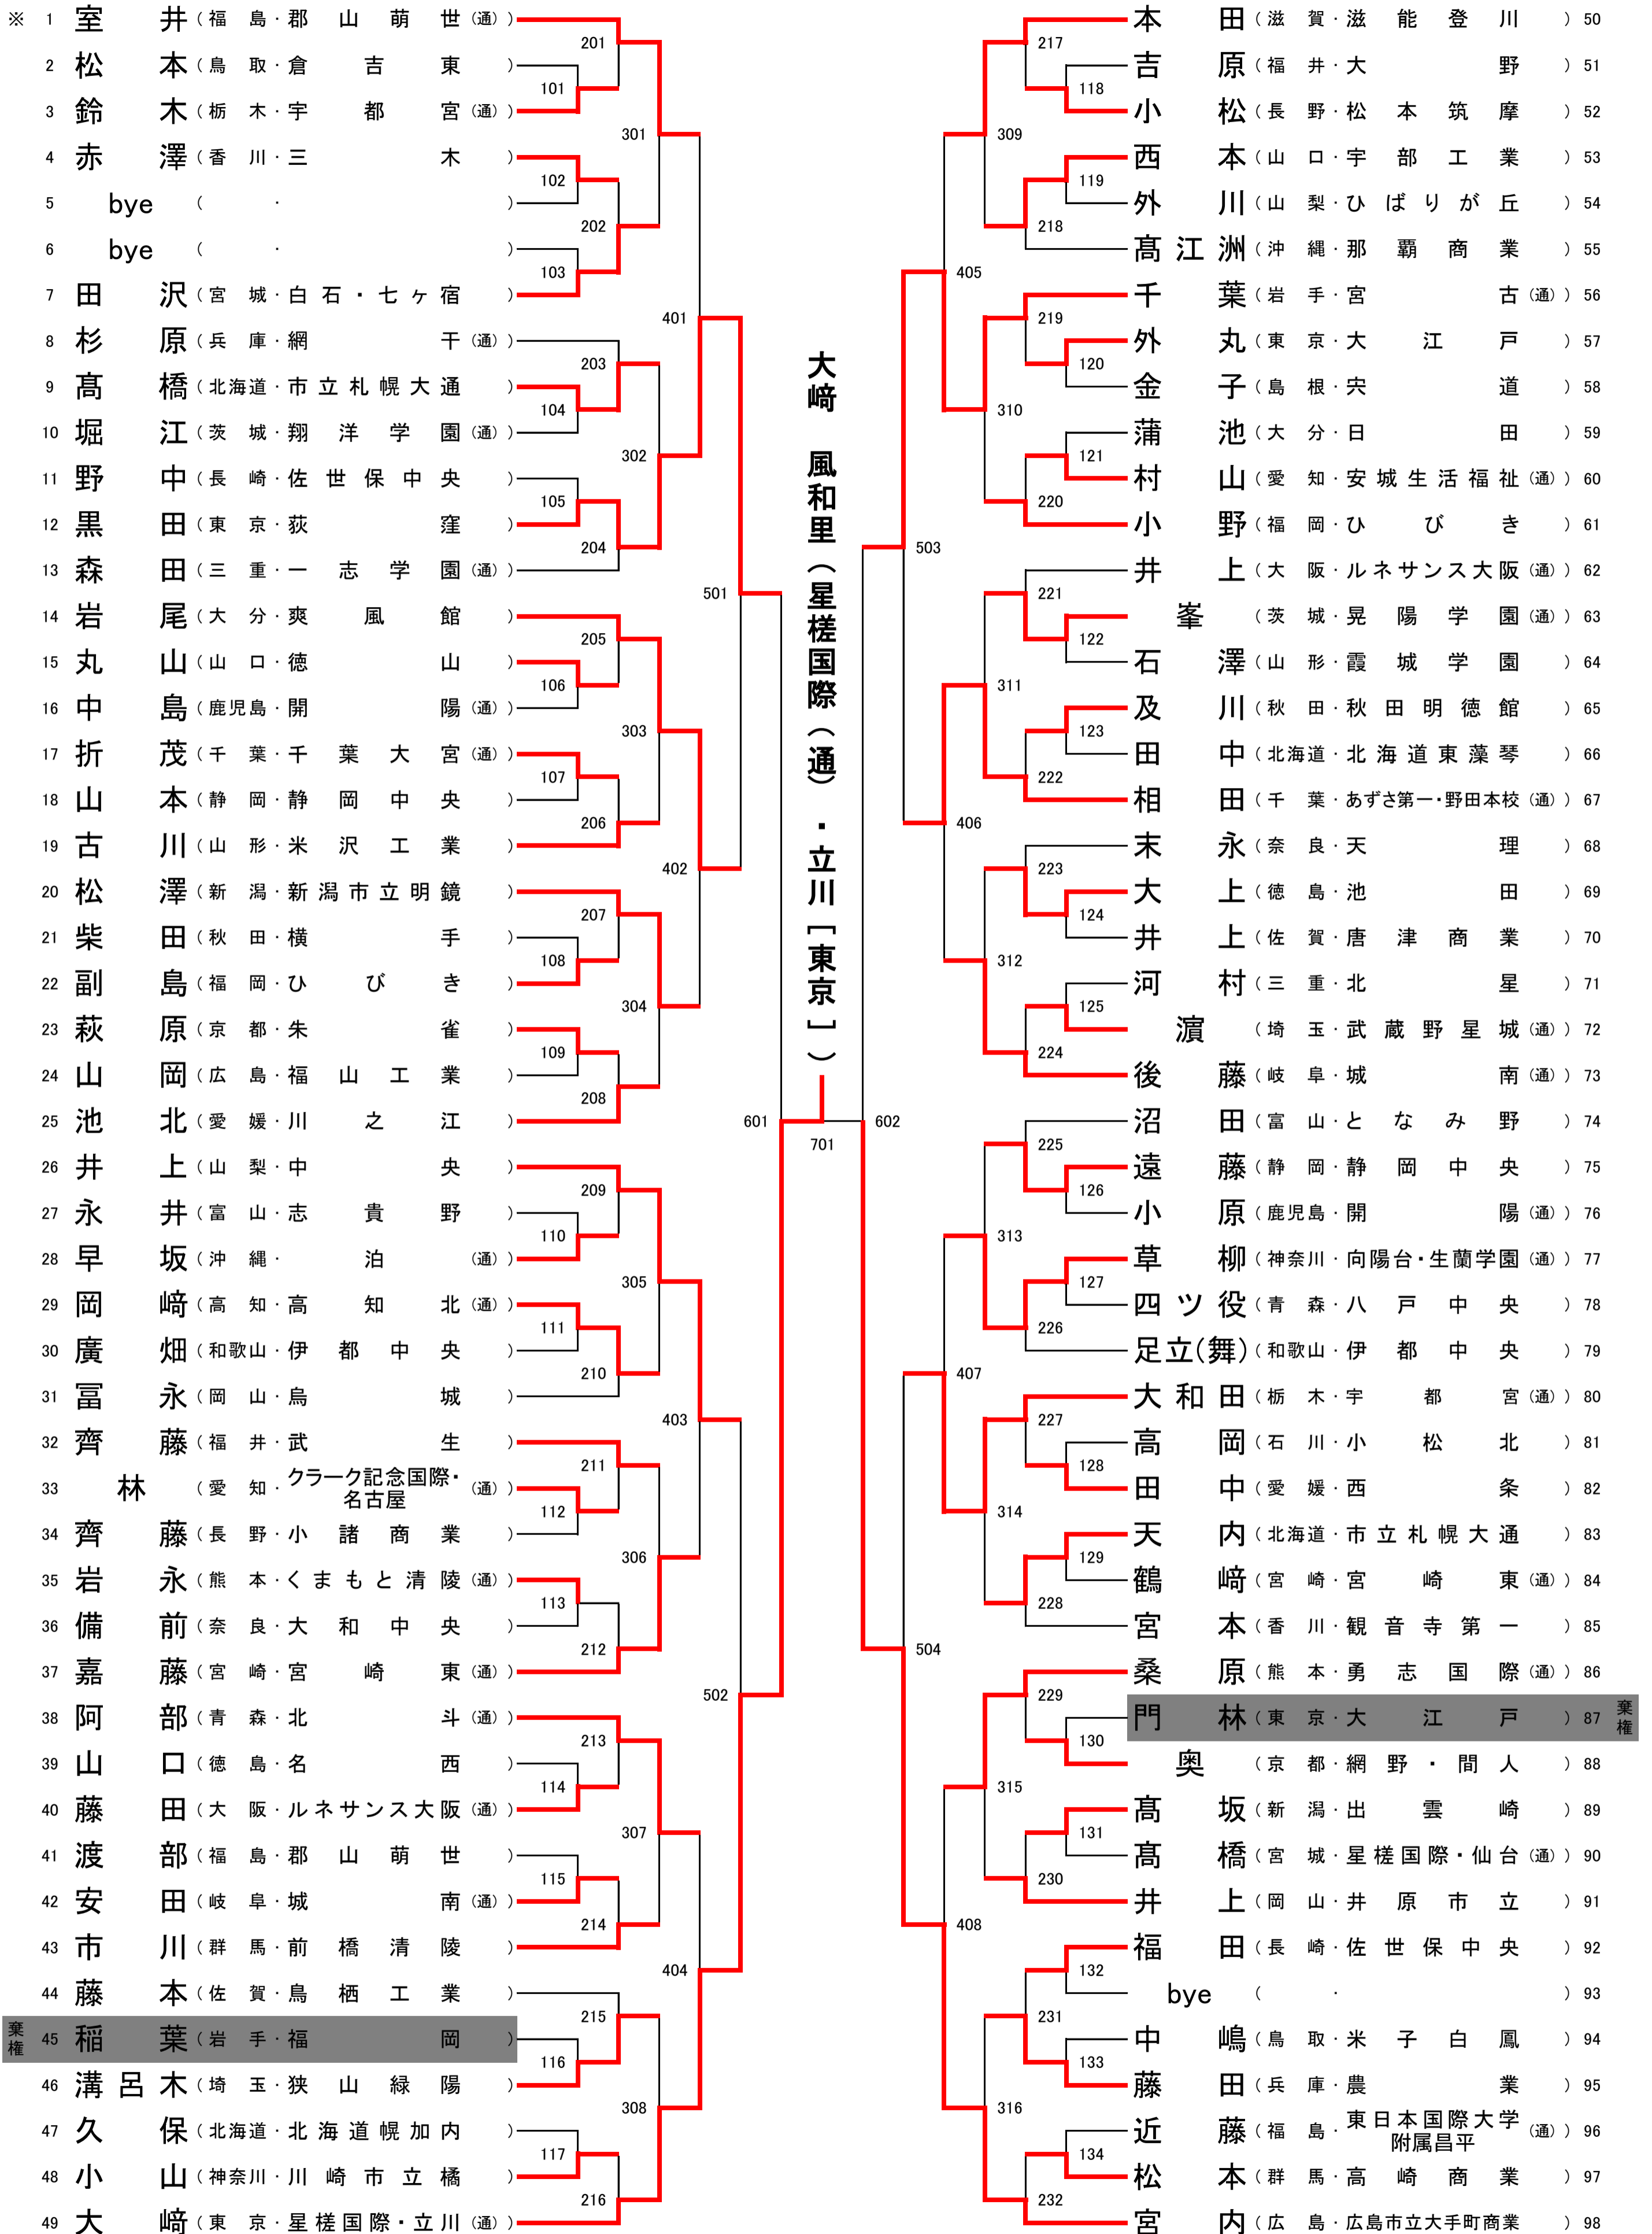 ※ 1 室井（福島・郡山萌世（通））
2 松本（鳥取・倉吉東）
3 鈴木（栃木・宇都宮（通））
4 赤澤（香川・三木）
5 bye（・）
6 bye（・）
7 田沢（宮城・白石・七ヶ宿）
8 杉原（兵庫・網干（通））
9 髙橋（北海道・市立札幌大通）
10 堀江（茨城・翔洋学園（通））
11 野中（長崎・佐世保中央）
12 黒田（東京・荻窪）
13 森田（三重・一志学園（通））
14 岩尾（大分・爽風館）
15 丸山（山口・徳山）
16 中島（鹿児島・開陽（通））
17 折茂（千葉・千葉大宮（通））
18 山本（静岡・静岡中央）
19 古川（山形・米沢工業）
20 松澤（新潟・新潟市立明鏡）
21 柴田（秋田・横手）
22 副島（福岡・ひびき）
23 萩原（京都・朱雀）
24 山岡（広島・福山工業）
25 池北（愛媛・川之江）
26 井上（山梨・中央）
27 永井（富山・志貴野）
28 早坂（沖縄・泊（通））
29 岡﨑（高知・高知北（通））
30 廣畑（和歌山・伊都中央）
31 冨永（岡山・烏城）
32 齊藤（福井・武生）
33 林（愛知・クラーク記念国際・名古屋（通））
34 齊藤（長野・小諸商業）
35 岩永（熊本・くまもと清陵（通））
36 備前（奈良・大和中央）
37 嘉藤（宮崎・宮崎東（通））
38 阿部（青森・北斗（通））
39 山口（徳島・名西）
40 藤田（大阪・ルネサンス大阪（通））
41 渡部（福島・郡山萌世）
42 安田（岐阜・城南（通））
43 市川（群馬・前橋清陵）
44 藤本（佐賀・鳥栖工業）
棄権 45 稲葉（岩手・福岡）
46 溝呂木（埼玉・狭山緑陽）
47 久保（北海道・北海道幌加内）
48 小山（神奈川・川崎市立橘）
49 大﨑（東京・星槎国際・立川（通））
101
102
103
104
105
106
107
108
109
110
111
112
113
114
115
116
117
201
202
203
204
205
206
207
208
209
210
211
212
213
214
215
216
301
302
303
304
305
306
307
308
401
402
403
404
501
502
601
大﨑 風和里（星槎国際（通）・立川［東京］）
701
602
503
504
405
406
407
408
309
310
311
312
313
314
315
316
217
218
219
220
221
222
223
224
225
226
227
228
229
230
231
232
118
119
120
121
122
123
124
125
126
127
128
129
130
131
132
133
134
本田（滋賀・滋能登川）50
吉原（福井・大野）51
小松（長野・松本筑摩）52
西本（山口・宇部工業）53
外川（山梨・ひばりが丘）54
髙江洲（沖縄・那覇商業）55
千葉（岩手・宮古（通））56
外丸（東京・大江戸）57
金子（島根・宍道）58
蒲池（大分・日田）59
村山（愛知・安城生活福祉（通））60
小野（福岡・ひびき）61
井上（大阪・ルネサンス大阪（通））62
峯（茨城・晃陽学園（通））63
石澤（山形・霞城学園）64
及川（秋田・秋田明徳館）65
田中（北海道・北海道東藻琴）66
相田（千葉・あずさ第一・野田本校（通））67
末永（奈良・天理）68
大上（徳島・池田）69
井上（佐賀・唐津商業）70
河村（三重・北星）71
濵（埼玉・武蔵野星城（通））72
後藤（岐阜・城南（通））73
沼田（富山・となみ野）74
遠藤（静岡・静岡中央）75
小原（鹿児島・開陽（通））76
草柳（神奈川・向陽台・生蘭学園（通））77
四ツ役（青森・八戸中央）78
足立(舞)（和歌山・伊都中央）79
大和田（栃木・宇都宮（通））80
高岡（石川・小松北）81
田中（愛媛・西条）82
天内（北海道・市立札幌大通）83
鶴﨑（宮崎・宮崎東（通））84
宮本（香川・観音寺第一）85
桑原（熊本・勇志国際（通））86
門林（東京・大江戸）87 棄権
奥（京都・網野・間人）88
髙坂（新潟・出雲崎）89
髙橋（宮城・星槎国際・仙台（通））90
井上（岡山・井原市立）91
福田（長崎・佐世保中央）92
bye（・）93
中嶋（鳥取・米子白鳳）94
藤田（兵庫・農業）95
近藤（福島・東日本国際大学附属昌平（通））96
松本（群馬・高崎商業）97
宮内（広島・広島市立大手町商業）98